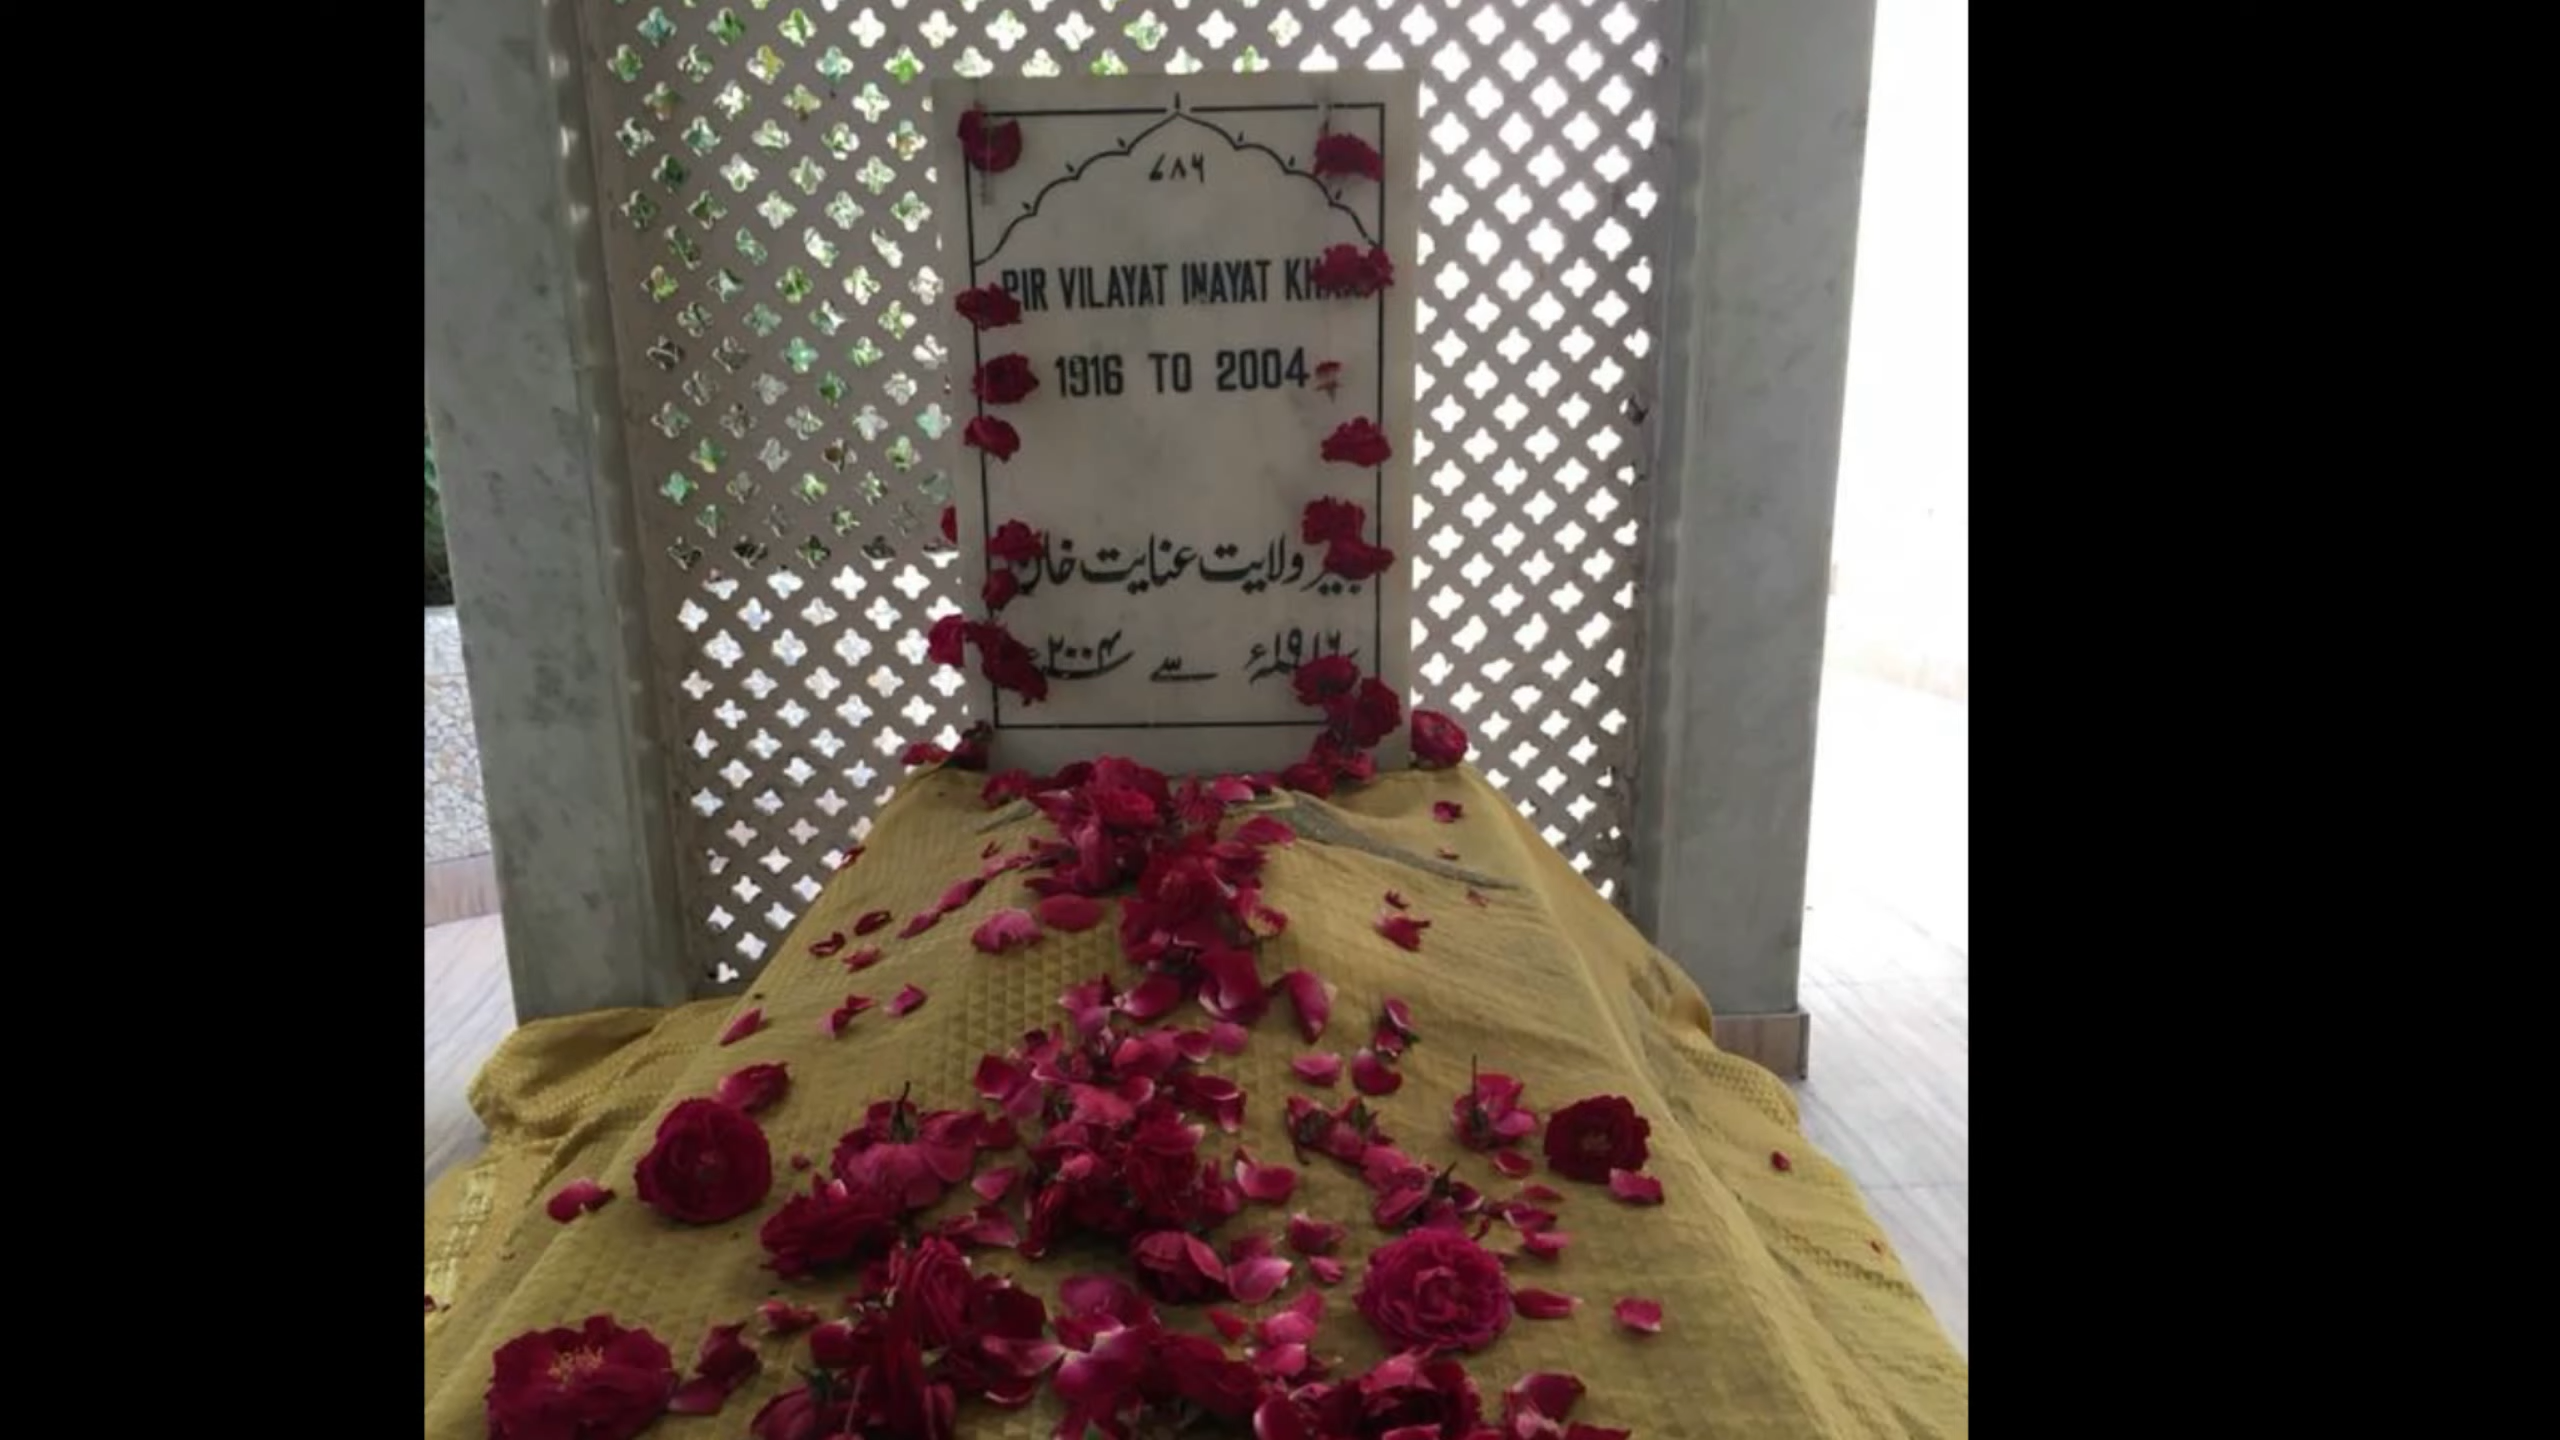 ۷۸۶
PIR VILAYAT INAYAT KHAN
1916 TO 2004
پیر ولایت عنایت خان
۱۹۱۶ء سے ۲۰۰۴ء